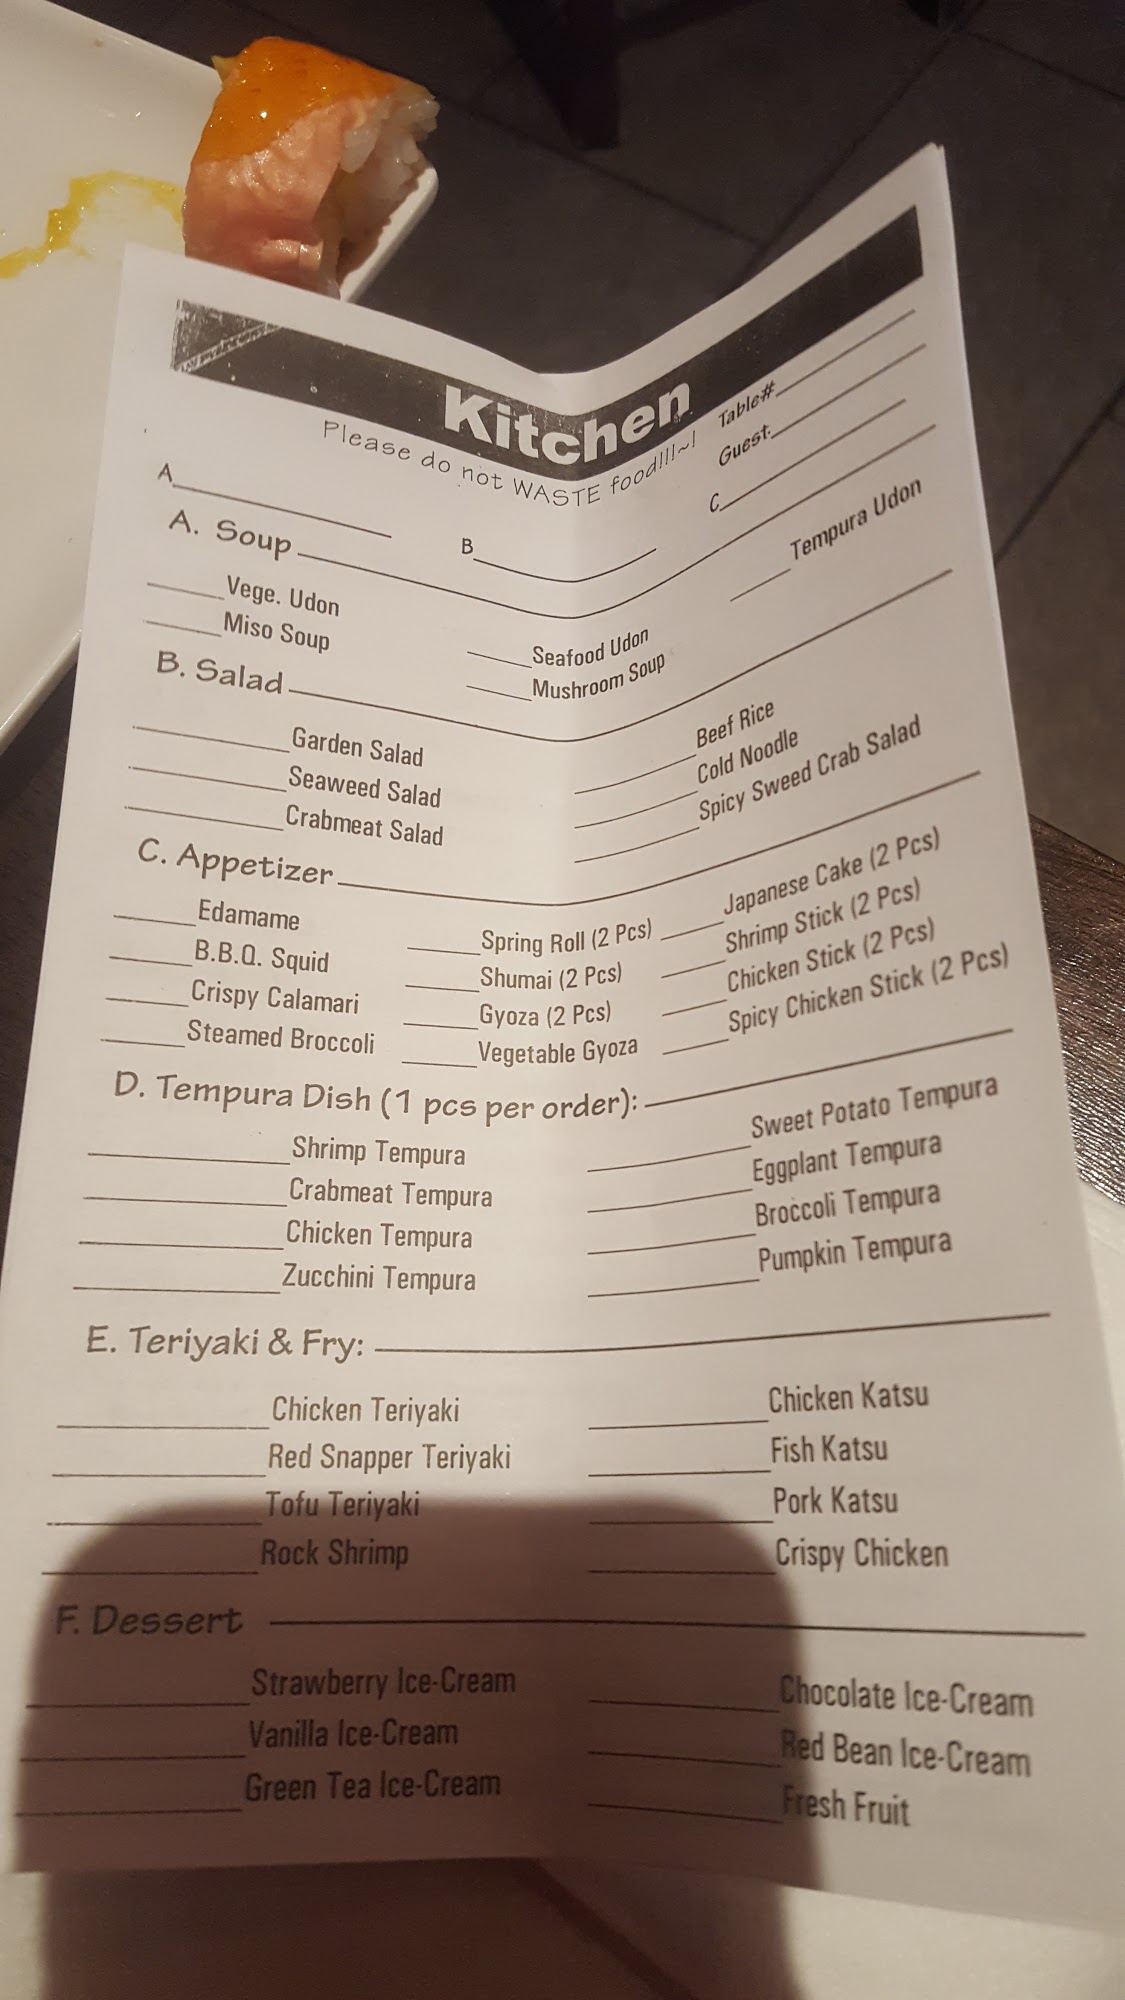 Kitchen
Please do not WASTE food!!!~!
Table#
Guest:
A
B
C
A. Soup
Vege. Udon
Seafood Udon
Tempura Udon
Miso Soup
Mushroom Soup
B. Salad
Garden Salad
Beef Rice
Seaweed Salad
Cold Noodle
Crabmeat Salad
Spicy Sweed Crab Salad
C. Appetizer
Edamame
Spring Roll (2 Pcs)
Japanese Cake (2 Pcs)
B.B.Q. Squid
Shumai (2 Pcs)
Shrimp Stick (2 Pcs)
Crispy Calamari
Gyoza (2 Pcs)
Chicken Stick (2 Pcs)
Steamed Broccoli
Vegetable Gyoza
Spicy Chicken Stick (2 Pcs)
D. Tempura Dish (1 pcs per order):
Shrimp Tempura
Sweet Potato Tempura
Crabmeat Tempura
Eggplant Tempura
Chicken Tempura
Broccoli Tempura
Zucchini Tempura
Pumpkin Tempura
E. Teriyaki & Fry:
Chicken Teriyaki
Chicken Katsu
Red Snapper Teriyaki
Fish Katsu
Tofu Teriyaki
Pork Katsu
Rock Shrimp
Crispy Chicken
F. Dessert
Strawberry Ice-Cream
Chocolate Ice-Cream
Vanilla Ice-Cream
Red Bean Ice-Cream
Green Tea Ice-Cream
Fresh Fruit